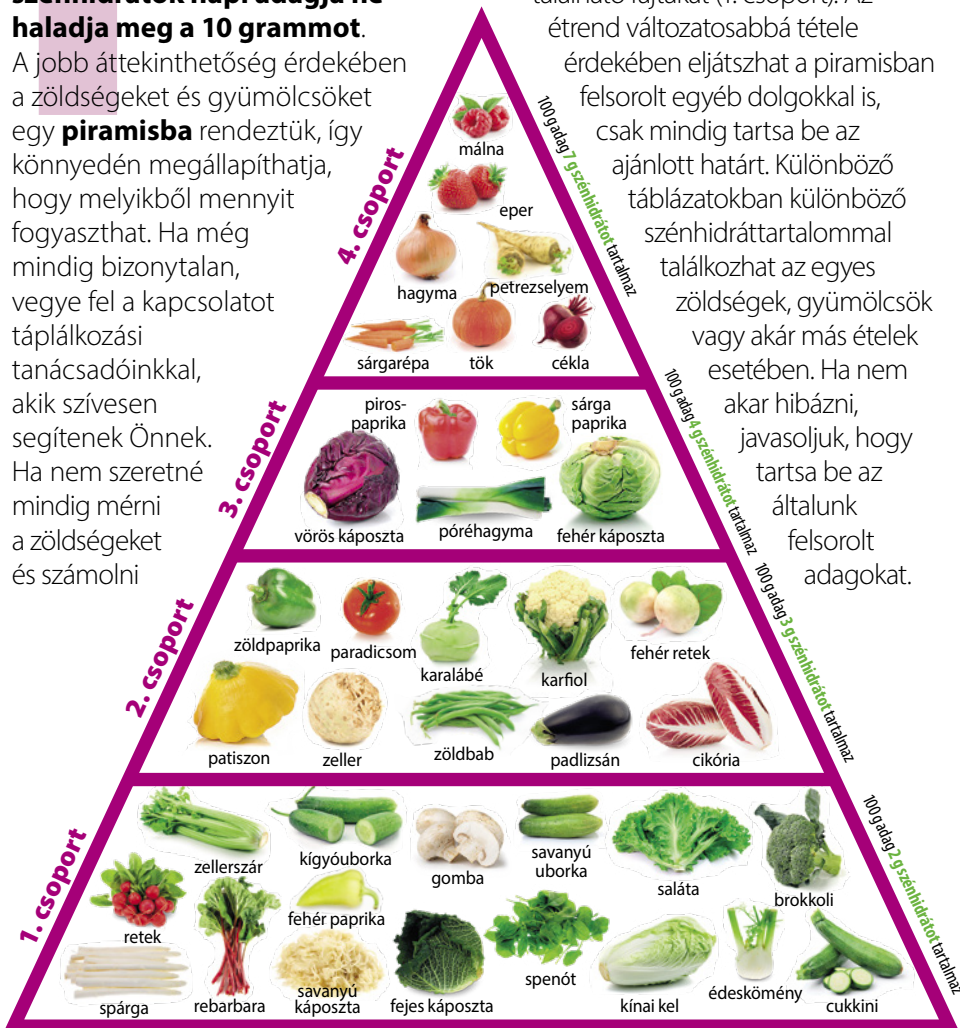 szénhidrátok napi adagja ne
haladja meg a 10 grammot.
A jobb áttekinthetőség érdekében
a zöldségeket és gyümölcsöket
egy piramisba rendeztük, így
könnyedén megállapíthatja,
hogy melyikből mennyit
fogyaszthat. Ha még
mindig bizonytalan,
vegye fel a kapcsolatot
táplálkozási
tanácsadóinkkal,
akik szívesen
segítenek Önnek.
Ha nem szeretné
mindig mérni
a zöldségeket
és számolni
található fajtákat (1. csoport). Az
étrend változatosabbá tétele
érdekében eljátszhat a piramisban
felsorolt egyéb dolgokkal is,
csak mindig tartsa be az
ajánlott határt. Különböző
táblázatokban különböző
szénhidráttartalommal
találkozhat az egyes
zöldségek, gyümölcsök
vagy akár más ételek
esetében. Ha nem
akar hibázni,
javasoljuk, hogy
tartsa be az
általunk
felsorolt
adagokat.
4. csoport
100 g adag 7 g szénhidrátot tartalmaz
málna
eper
hagyma
petrezselyem
sárgarépa
tök
cékla
3. csoport
100 g adag 4 g szénhidrátot tartalmaz
piros-
paprika
sárga
paprika
vörös káposzta
póréhagyma
fehér káposzta
2. csoport
100 g adag 3 g szénhidrátot tartalmaz
zöldpaprika
paradicsom
karalábé
karfiol
fehér retek
patiszon
zeller
zöldbab
padlizsán
cikória
1. csoport
100 g adag 2 g szénhidrátot tartalmaz
zellerszár
kígyóuborka
gomba
savanyú
uborka
saláta
brokkoli
retek
fehér paprika
spárga
rebarbara
savanyú
káposzta
fejes káposzta
spenót
kínai kel
édeskömény
cukkini